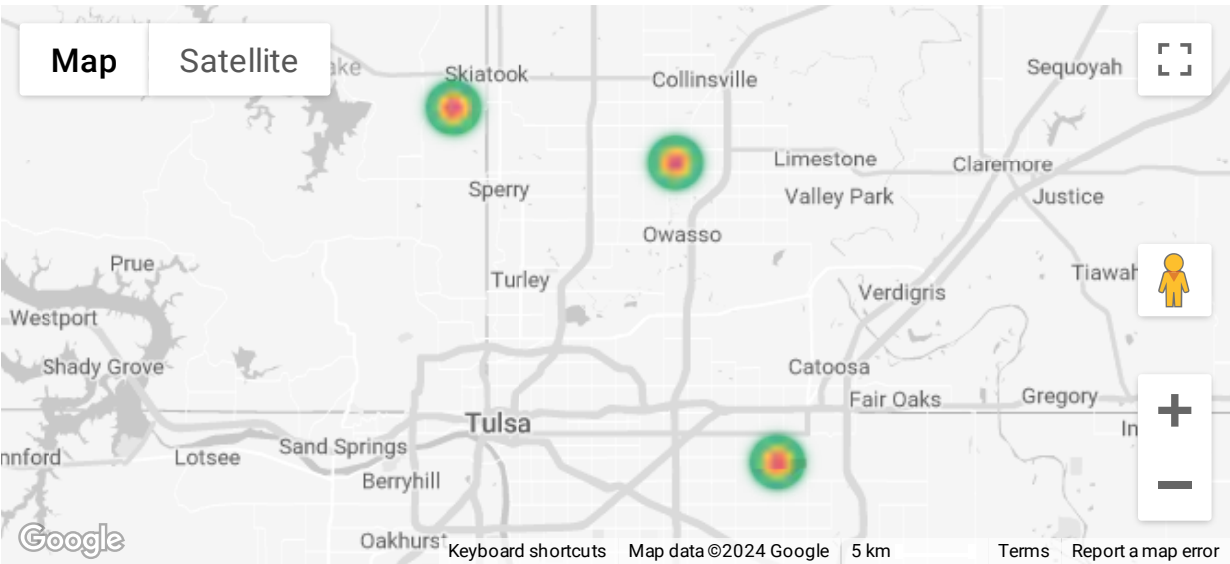 Map
Satellite
ake
Skiatook
Collinsville
Sequoyah
Limestone
Claremore
Sperry
Valley Park
Justice
Owasso
Prue
Turley
Tiawah
Verdigris
Westport
Shady Grove
Catoosa
Fair Oaks
Gregory
Tulsa
In
Sand Springs
nnford
Lotsee
Berryhill
Oakhurst
Google
Keyboard shortcuts
Map data ©2024 Google
5 km
Terms
Report a map error